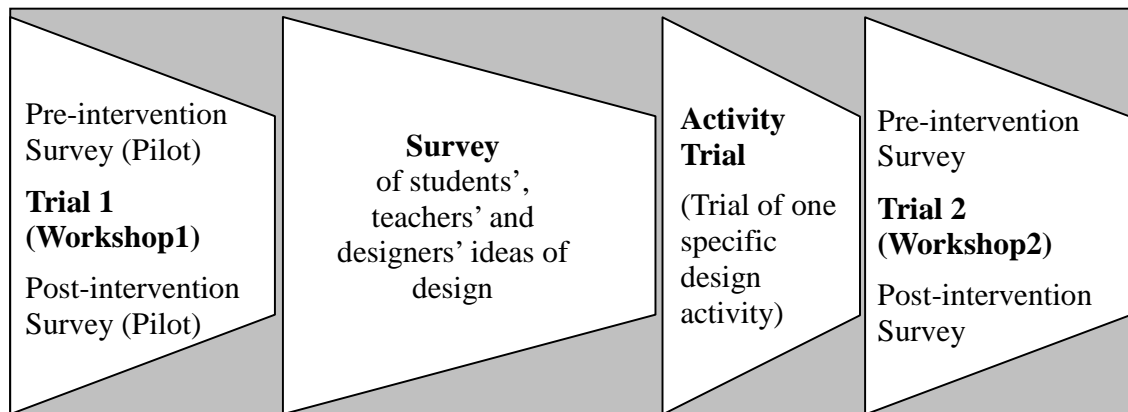 Pre-intervention
Survey (Pilot)
Trial 1
(Workshop1)
Post-intervention
Survey (Pilot)
Survey
of students’,
teachers’ and
designers’ ideas of
design
Activity
Trial
(Trial of one
specific
design
activity)
Pre-intervention
Survey
Trial 2
(Workshop2)
Post-intervention
Survey